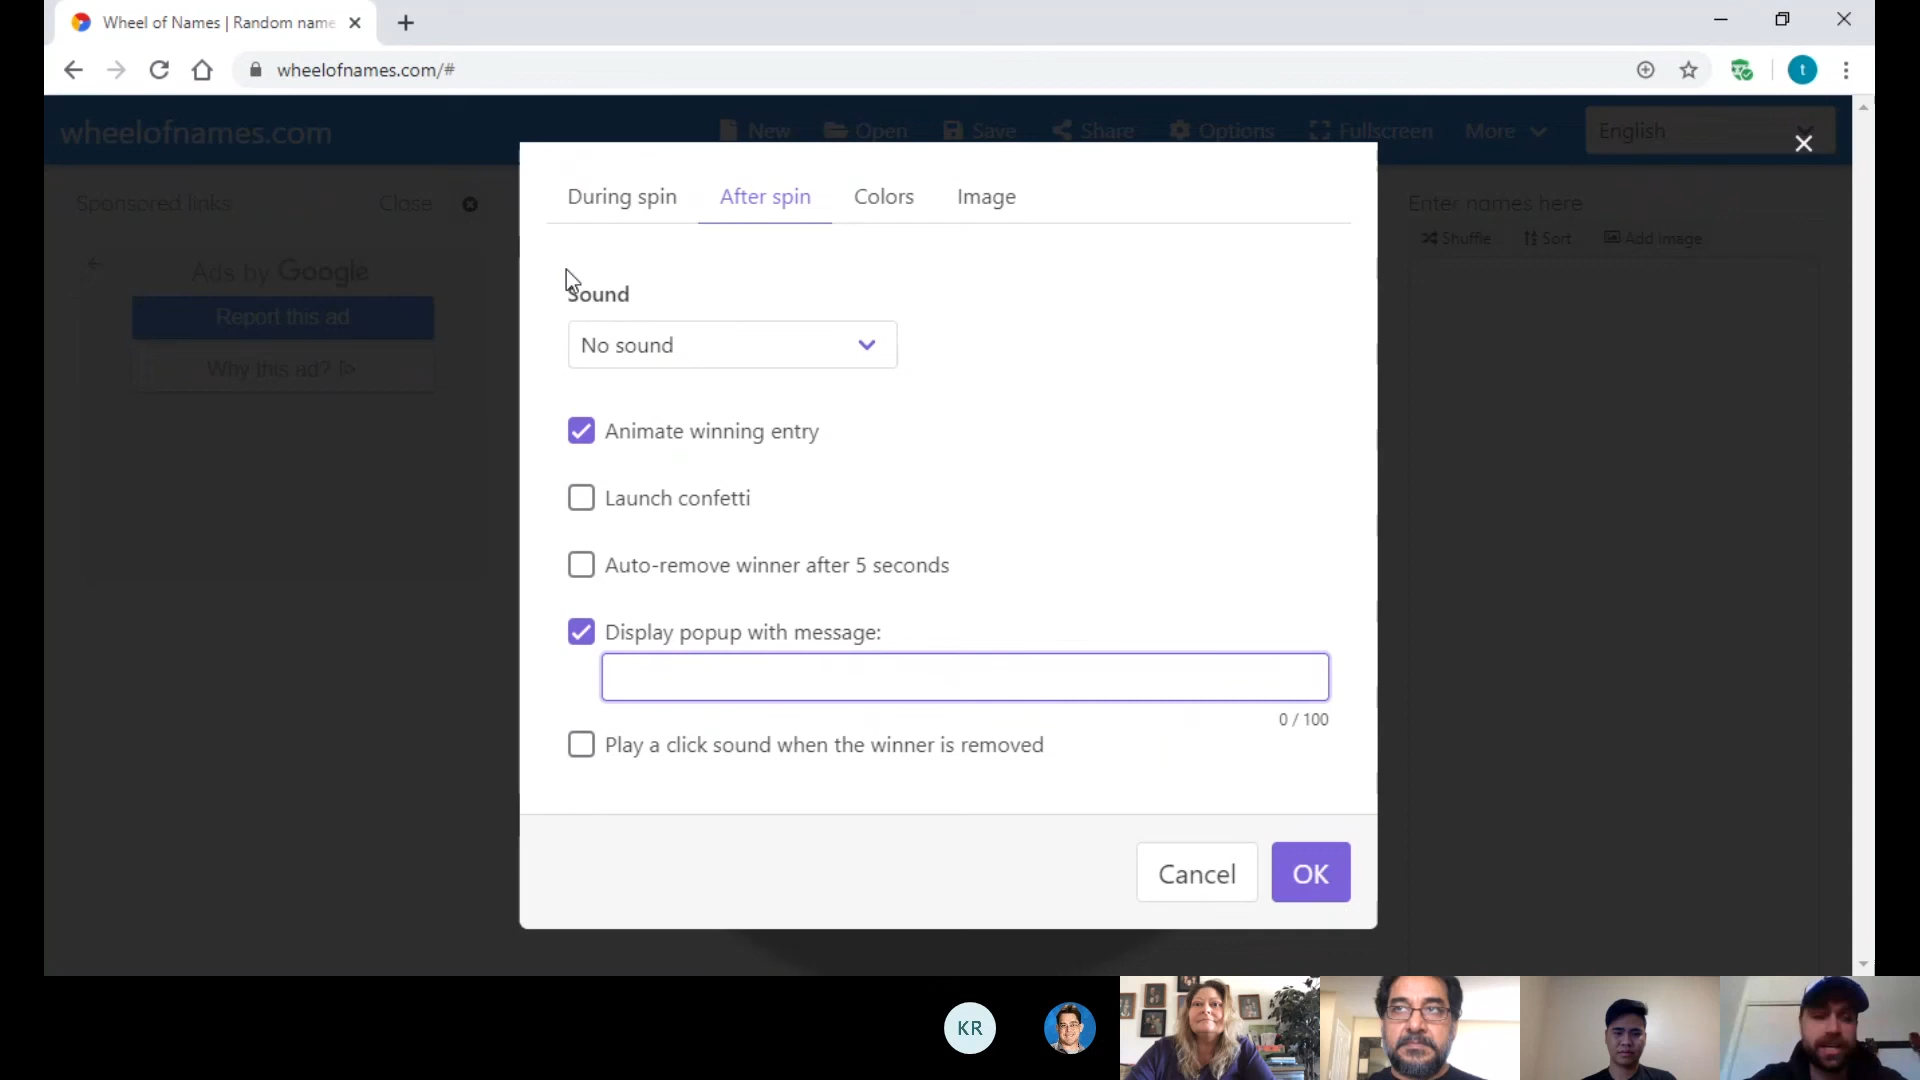 Wheel of Names | Random name
wheelofnames.com/#
t
wheelofnames.com
New
Open
Save
Share
Options
Fullscreen
More
English
Sponsored links
Close
Ads by Google
Report this ad
Why this ad?
Enter names here
Shuffle
Sort
Add image
During spin
After spin
Colors
Image
Sound
No sound
Animate winning entry
Launch confetti
Auto-remove winner after 5 seconds
Display popup with message:
0 / 100
Play a click sound when the winner is removed
Cancel
OK
KR